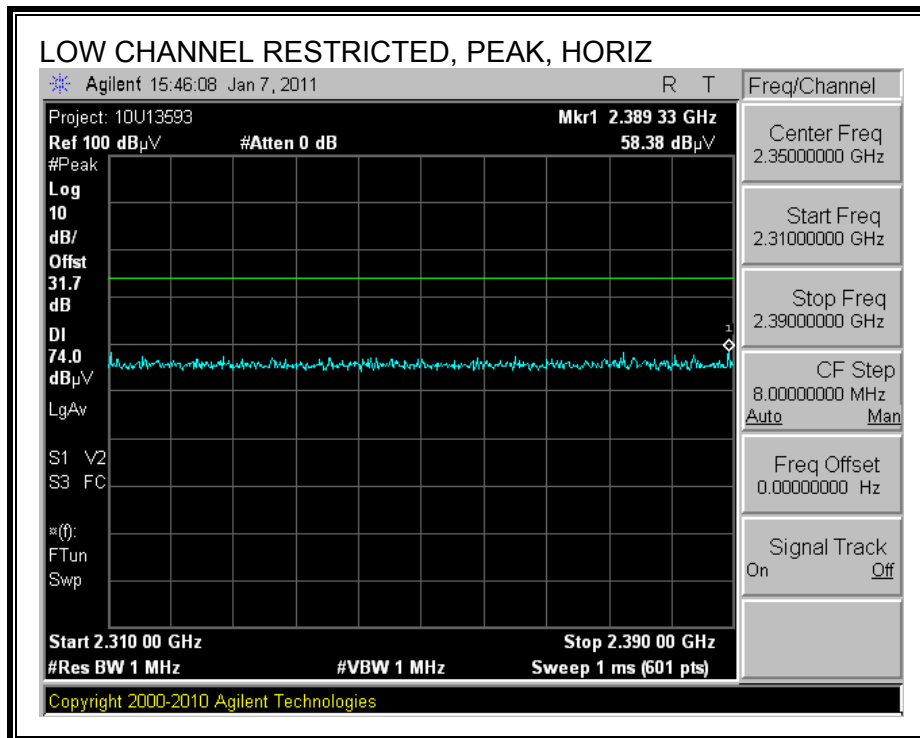 LOW CHANNEL RESTRICTED, PEAK, HORIZ
Agilent 15:46:08 Jan 7, 2011 R T
Project: 10U13593 Mkr1 2.389 33 GHz
Ref 100 dBµV #Atten 0 dB 58.38 dBµV
#Peak
Log
10
dB/
Offst
31.7
dB
DI
74.0
dBµV
LgAv
S1 V2
S3 FC
¤(f):
FTun
Swp
1
Start 2.310 00 GHz Stop 2.390 00 GHz
#Res BW 1 MHz #VBW 1 MHz Sweep 1 ms (601 pts)
Copyright 2000-2010 Agilent Technologies
Freq/Channel
Center Freq
2.35000000 GHz
Start Freq
2.31000000 GHz
Stop Freq
2.39000000 GHz
CF Step
8.00000000 MHz
Auto Man
Freq Offset
0.00000000 Hz
Signal Track
On Off